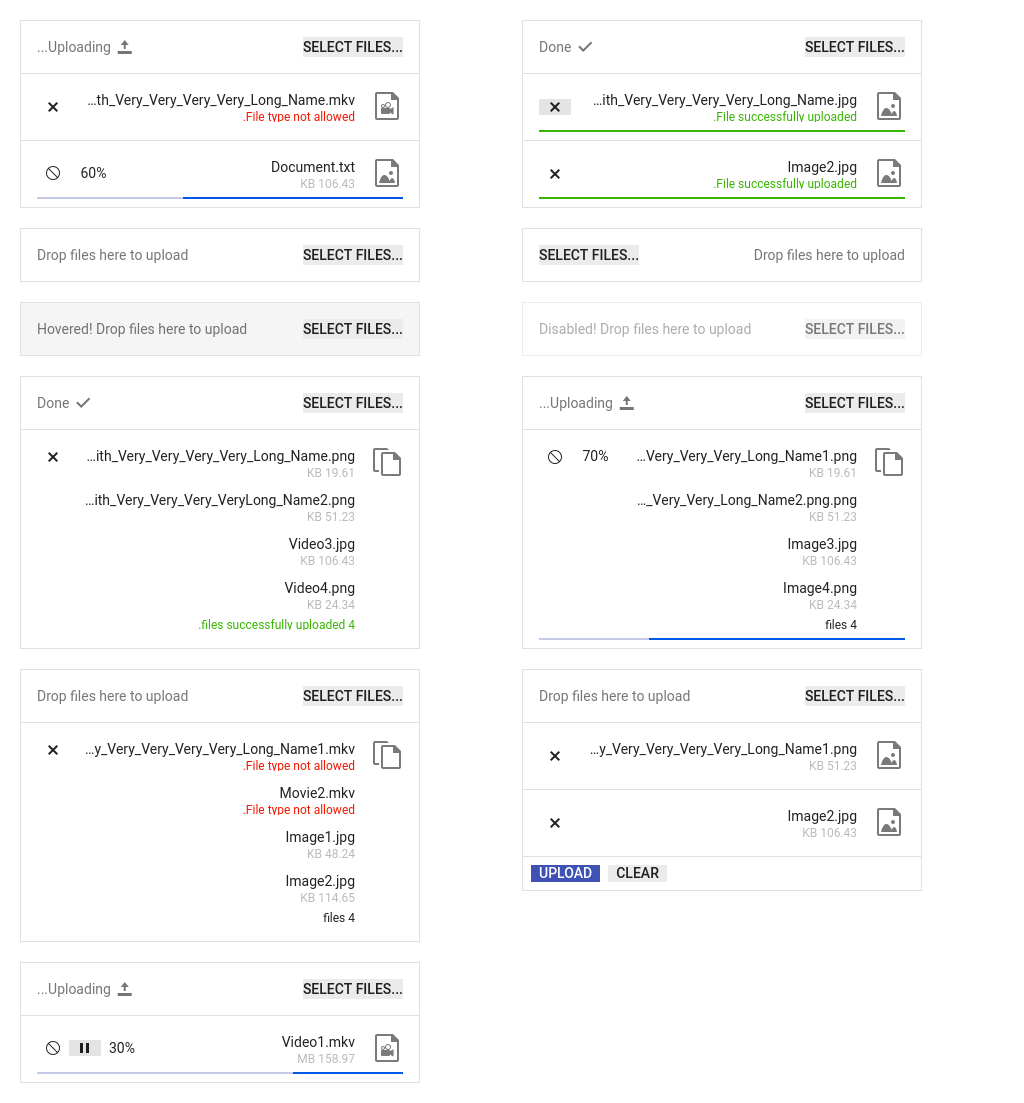 ...Uploading
SELECT FILES...
...th_Very_Very_Very_Very_Long_Name.mkv
.File type not allowed
60%
Document.txt
KB 106.43
Done
SELECT FILES...
...ith_Very_Very_Very_Very_Long_Name.jpg
.File successfully uploaded
Image2.jpg
.File successfully uploaded
Drop files here to upload
SELECT FILES...
SELECT FILES...
Drop files here to upload
Hovered! Drop files here to upload
SELECT FILES...
Disabled! Drop files here to upload
SELECT FILES...
Done
SELECT FILES...
...ith_Very_Very_Very_Very_Long_Name.png
KB 19.61
...ith_Very_Very_Very_VeryLong_Name2.png
KB 51.23
Video3.jpg
KB 106.43
Video4.png
KB 24.34
.files successfully uploaded 4
...Uploading
SELECT FILES...
70%
...Very_Very_Very_Long_Name1.png
KB 19.61
..._Very_Very_Long_Name2.png.png
KB 51.23
Image3.jpg
KB 106.43
Image4.png
KB 24.34
files 4
Drop files here to upload
SELECT FILES...
...y_Very_Very_Very_Very_Long_Name1.mkv
.File type not allowed
Movie2.mkv
.File type not allowed
Image1.jpg
KB 48.24
Image2.jpg
KB 114.65
files 4
Drop files here to upload
SELECT FILES...
...y_Very_Very_Very_Very_Long_Name1.png
KB 51.23
Image2.jpg
KB 106.43
UPLOAD
CLEAR
...Uploading
SELECT FILES...
30%
Video1.mkv
MB 158.97